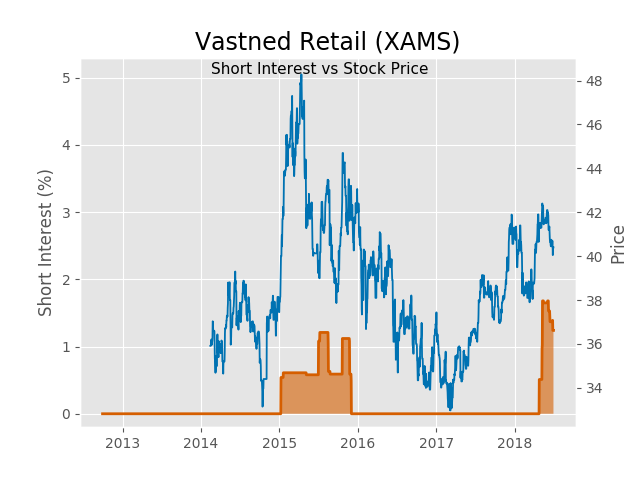 Vastned Retail (XAMS)
Short Interest vs Stock Price
Short Interest (%)
5
4
3
2
1
0
48
46
44
42
40
38
36
34
Price
2013 2014 2015 2016 2017 2018